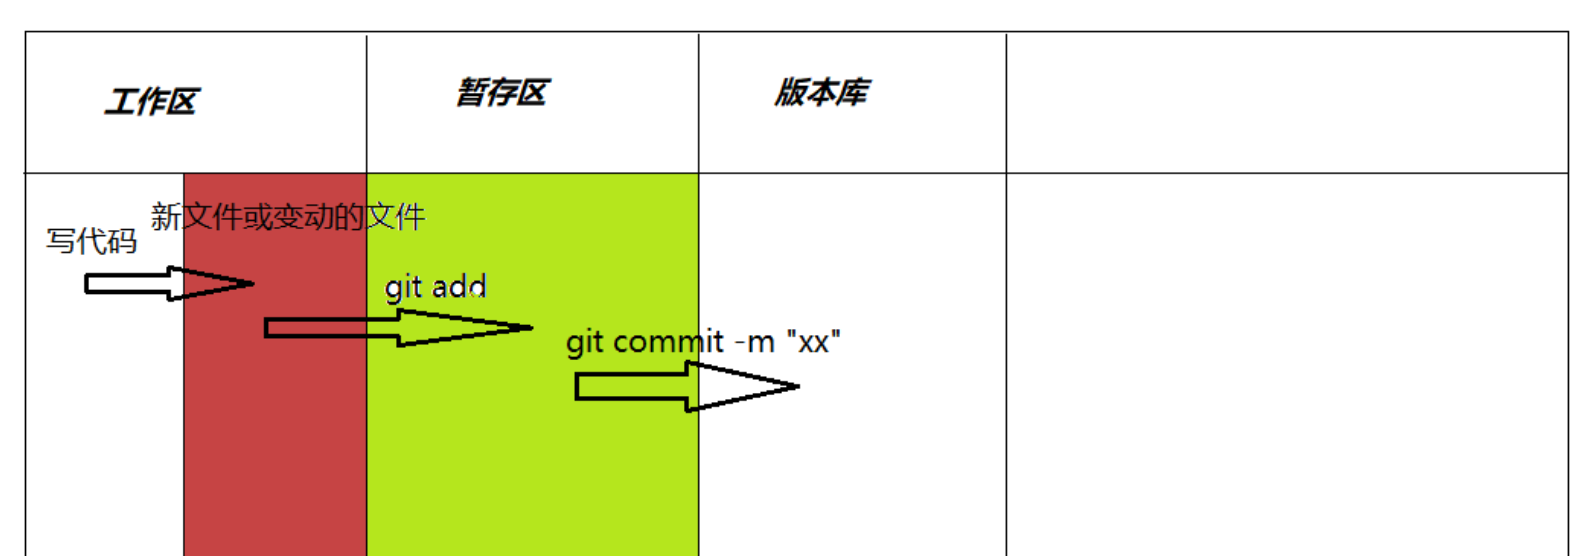 工作区
暂存区
版本库
写代码
新文件或变动的文件
git add
git commit -m "xx"